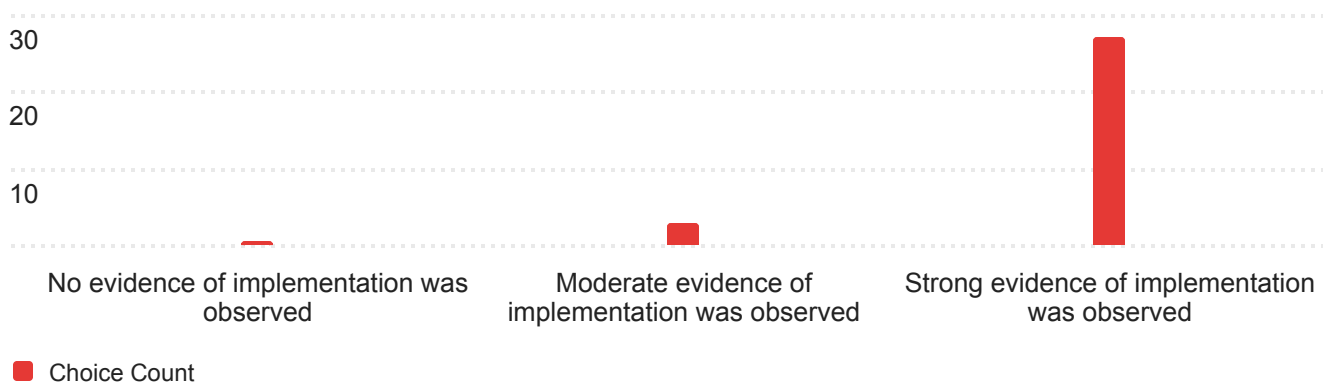 30
20
10
No evidence of implementation was
observed
Moderate evidence of
implementation was observed
Strong evidence of implementation
was observed
Choice Count